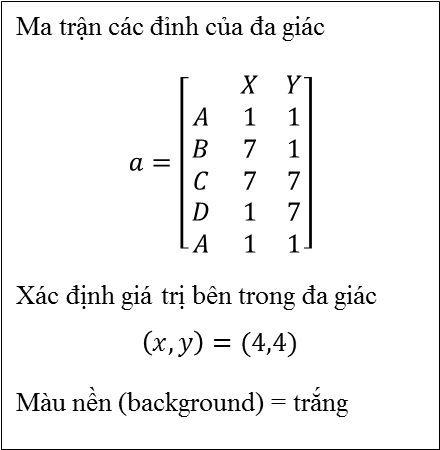 Ma trận các đỉnh của đa giác
X Y
A 1 1
B 7 1
a = C 7 7
D 1 7
A 1 1
Xác định giá trị bên trong đa giác
(x, y) = (4,4)
Màu nền (background) = trắng